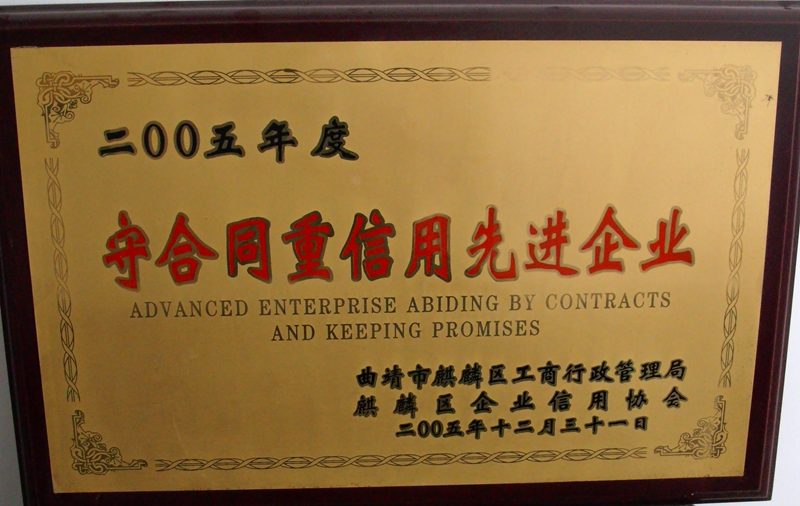 二00五年度
守合同重信用先进企业
ADVANCED ENTERPRISE ABIDING BY CONTRACTS
AND KEEPING PROMISES
曲靖市麒麟区工商行政管理局
麒麟区企业信用协会
二00五年十二月三十一日